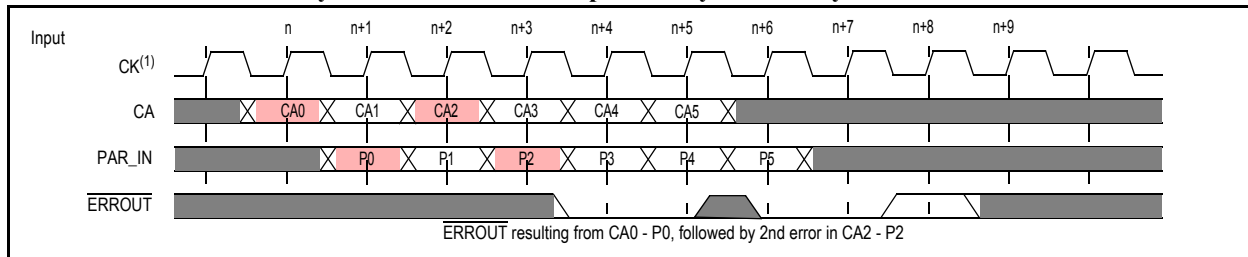 n n+1 n+2 n+3 n+4 n+5 n+6 n+7 n+8 n+9
Input
CK(1)
CA CA0 CA1 CA2 CA3 CA4 CA5
PAR_IN P0 P1 P2 P3 P4 P5
ERROUT
ERROUT resulting from CA0 - P0, followed by 2nd error in CA2 - P2